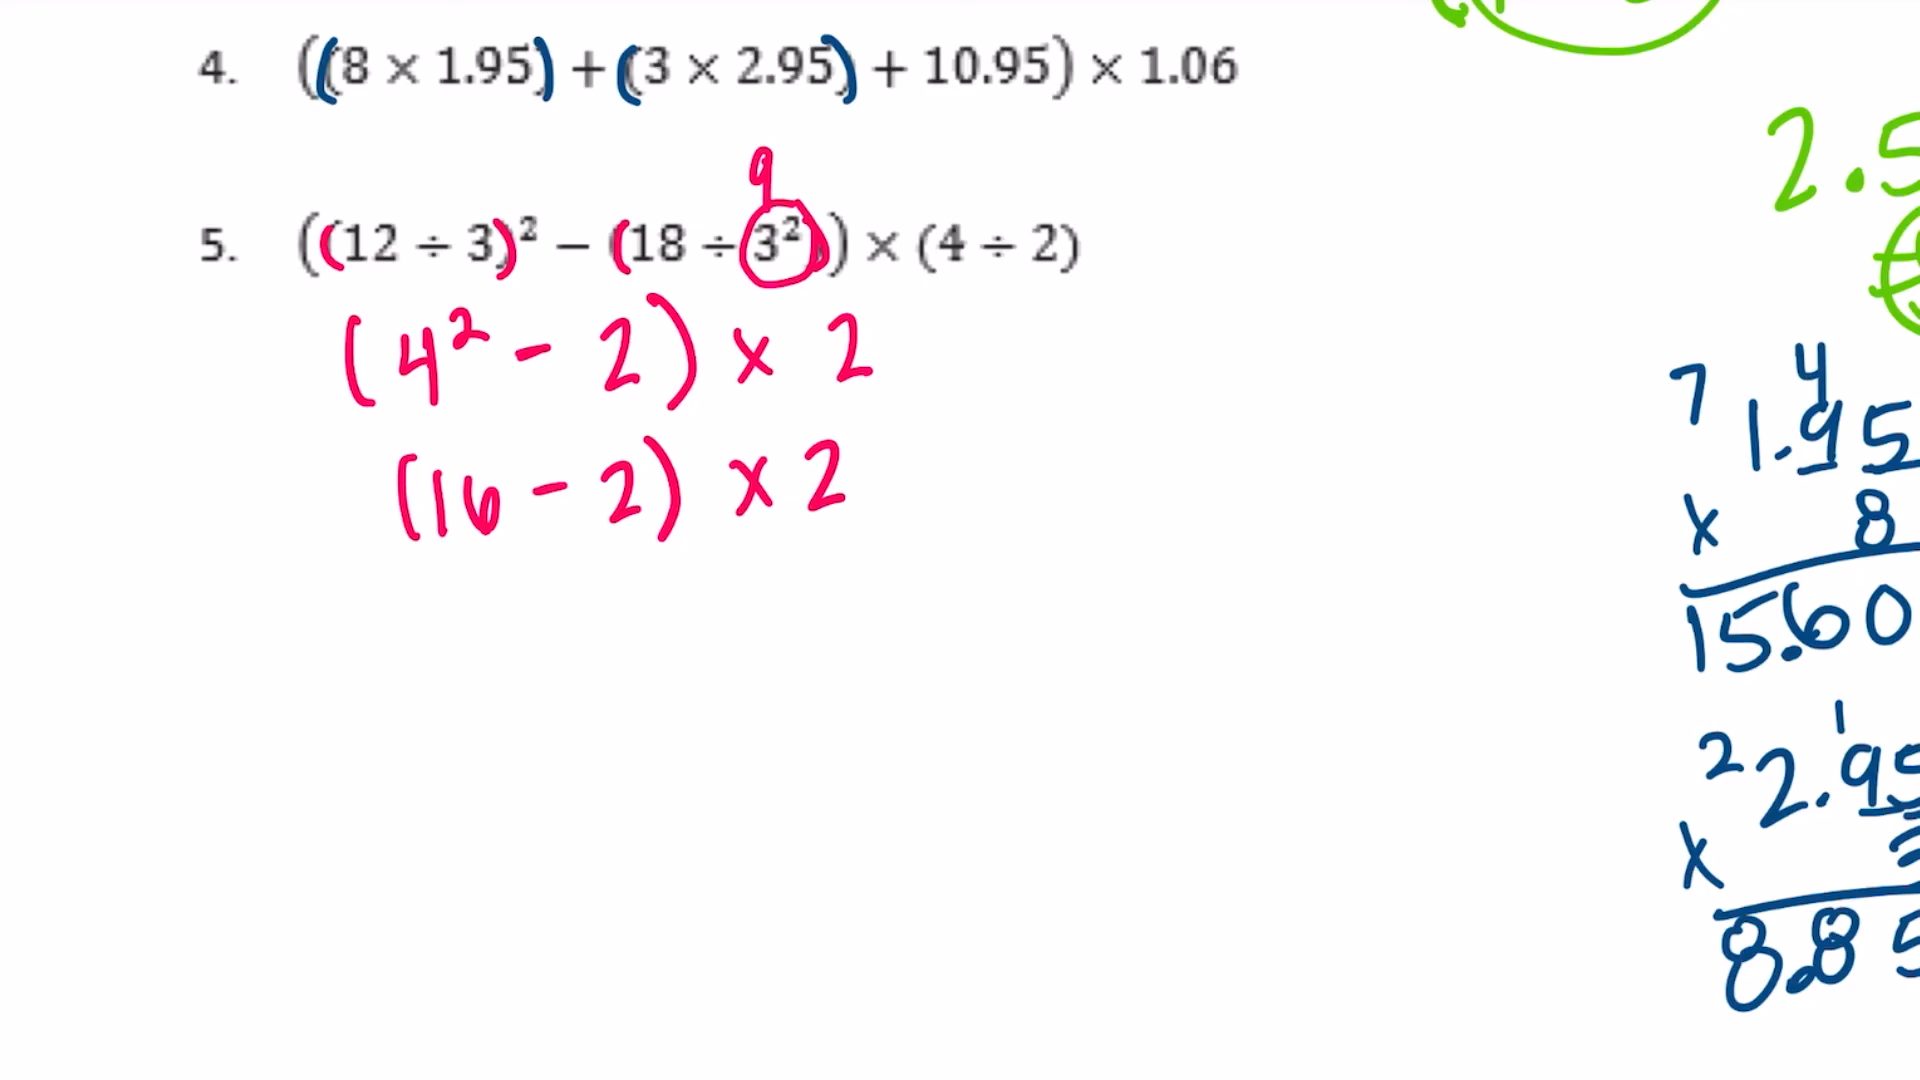 4. ((8 × 1.95) + (3 × 2.95) + 10.95) × 1.06
9
5. ((12 ÷ 3)² − (18 ÷ 3²)) × (4 ÷ 2)
(4² - 2) x 2
(16 - 2) x 2
2.5
7 4
1.95
x 8
15.60
2 1
2.95
x
8.85